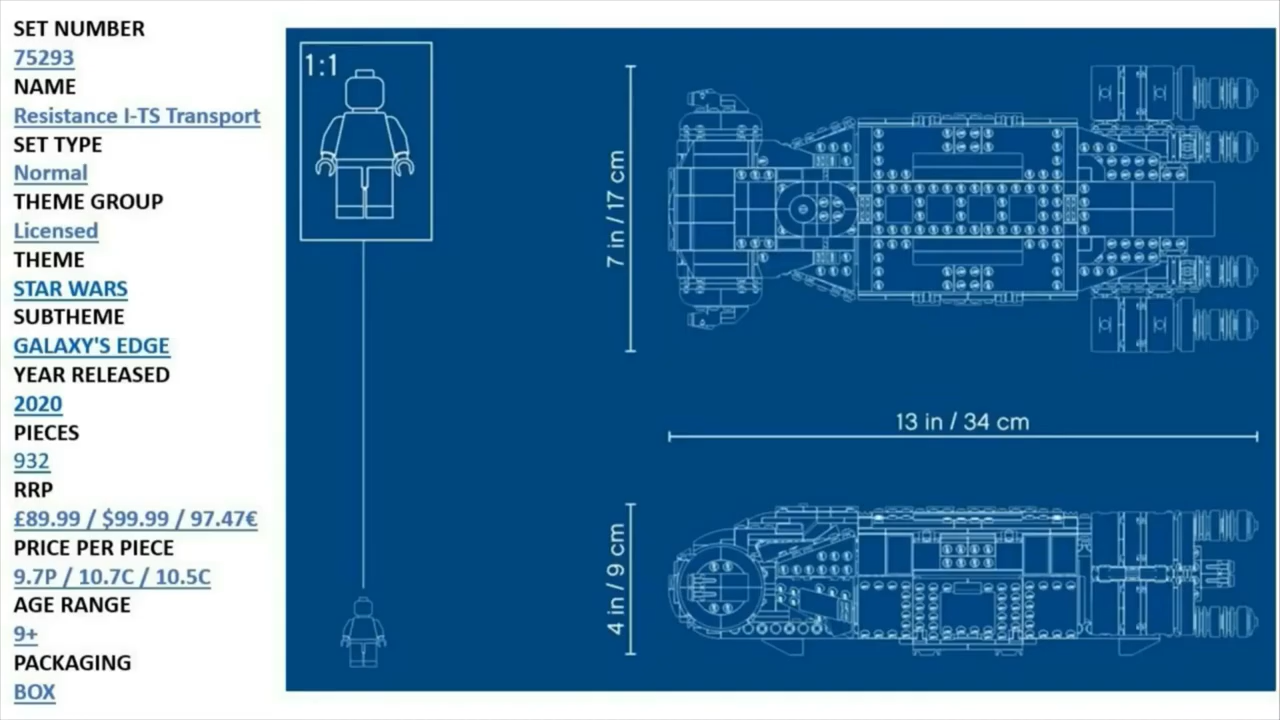 SET NUMBER
75293
NAME
Resistance I-TS Transport
SET TYPE
Normal
THEME GROUP
Licensed
THEME
STAR WARS
SUBTHEME
GALAXY'S EDGE
YEAR RELEASED
2020
PIECES
932
RRP
£89.99 / $99.99 / 97.47€
PRICE PER PIECE
9.7P / 10.7C / 10.5C
AGE RANGE
9+
PACKAGING
BOX
1:1
7 in / 17 cm
13 in / 34 cm
4 in / 9 cm